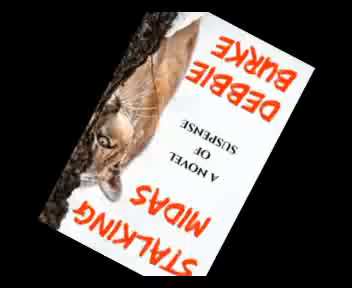 STALKING
MIDAS
A NOVEL
OF
SUSPENSE
DEBBIE
BURKE